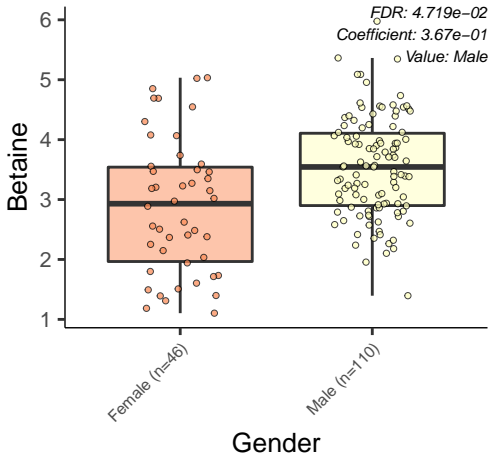 FDR: 4.719e−02
Coefficient: 3.67e−01
Value: Male
6
5
4
3
2
1
Betaine
Female (n=46)
Male (n=110)
Gender